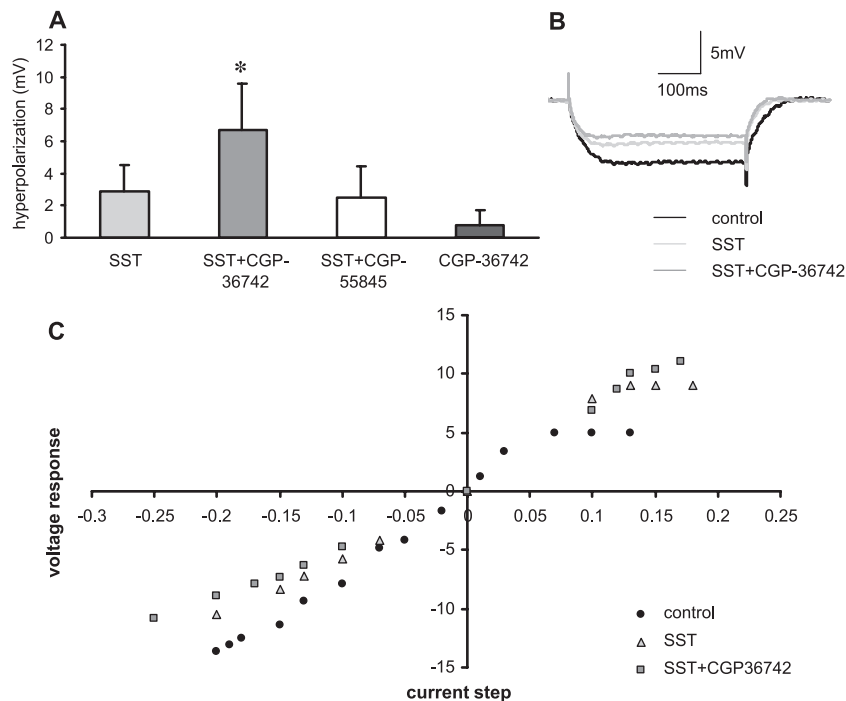 A
hyperpolarization (mV)
12
10
8
6
4
2
0
*
SST
SST+CGP-
36742
SST+CGP-
55845
CGP-36742
B
5mV
100ms
control
SST
SST+CGP-36742
C
voltage response
15
10
5
0
-5
-10
-15
-0.3
-0.25
-0.2
-0.15
-0.1
-0.05
0
0.05
0.1
0.15
0.2
0.25
current step
control
SST
SST+CGP36742